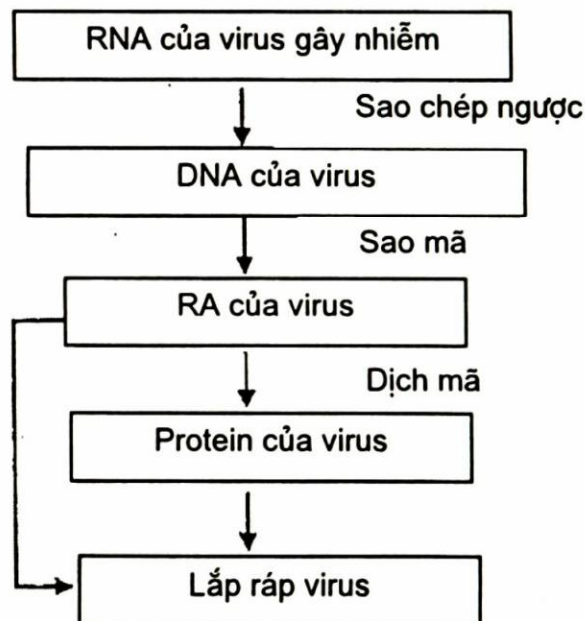 RNA của virus gây nhiễm
Sao chép ngược
DNA của virus
Sao mã
RA của virus
Dịch mã
Protein của virus
Lắp ráp virus